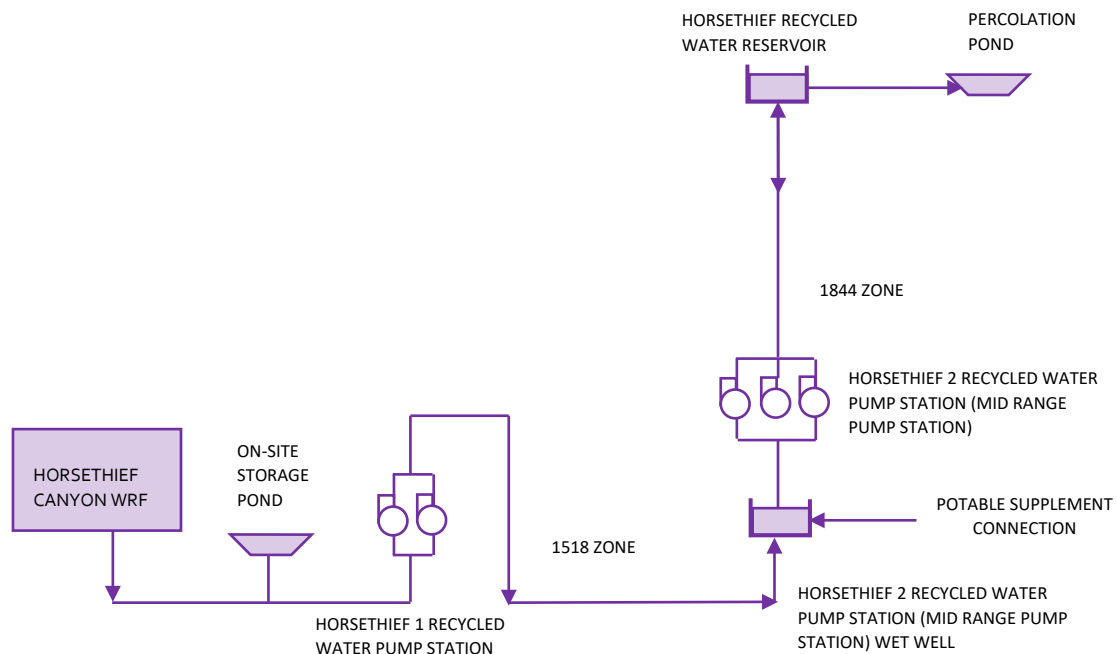 HORSETHIEF RECYCLED
WATER RESERVOIR
PERCOLATION
POND
1844 ZONE
HORSETHIEF 2 RECYCLED WATER
PUMP STATION (MID RANGE
PUMP STATION)
HORSETHIEF
CANYON WRF
ON-SITE
STORAGE
POND
POTABLE SUPPLEMENT
CONNECTION
1518 ZONE
HORSETHIEF 1 RECYCLED
WATER PUMP STATION
HORSETHIEF 2 RECYCLED WATER
PUMP STATION (MID RANGE PUMP
STATION) WET WELL